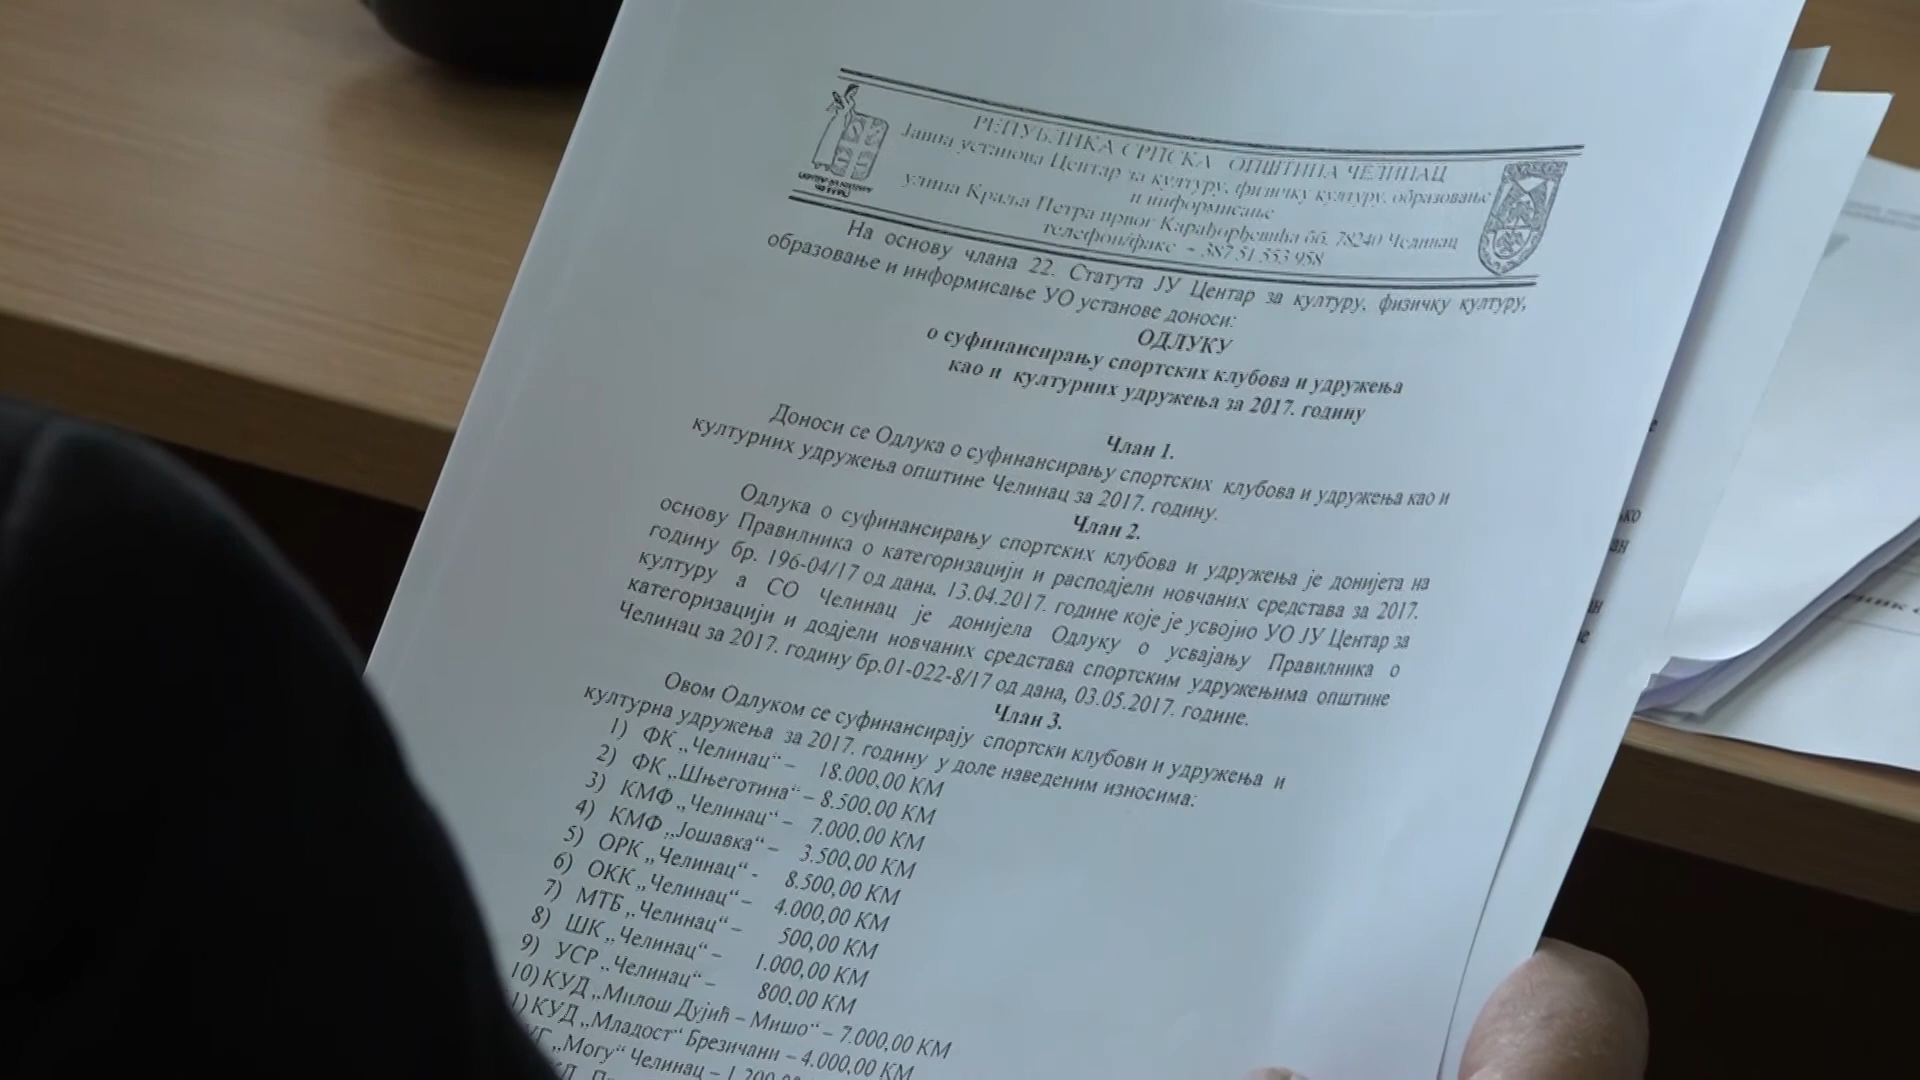 РЕПУБЛИКА СРПСКА ОПШТИНА ЧЕЛИНАЦ
Јавна установа Центар за културу, физичку културу, образовање
и информисање
улица Краља Петра првог Карађорђевића бб, 78240 Челинац
телефон/факс + 387 51 553 958
На основу члана 22. Статута ЈУ Центар за културу, физичку културу,
образовање и информисање УО установе доноси:
ОДЛУКУ
о суфинансирању спортских клубова и удружења
као и културних удружења за 2017. годину
Члан 1.
Доноси се Одлука о суфинансирању спортских клубова и удружења као и
културних удружења општине Челинац за 2017. годину.
Члан 2.
Одлука о суфинансирању спортских клубова и удружења је донијета на
основу Правилника о категоризацији и расподјели новчаних средстава за 2017.
годину бр. 196-04/17 од дана, 13.04.2017. године које је усвојио УО ЈУ Центар за
културу а СО Челинац је донијела Одлуку о усвајању Правилника о
категоризацији и додјели новчаних средстава спортским удружењима општине
Челинац за 2017. годину бр.01-022-8/17 од дана, 03.05.2017. године.
Члан 3.
Овом Одлуком се суфинансирају спортски клубови и удружења и
културна удружења за 2017. годину у доле наведеним износима:
1) ФК „Челинац“ – 18.000,00 КМ
2) ФК „Шњеготина“ – 8.500,00 КМ
3) КМФ „Челинац“ – 7.000,00 КМ
4) КМФ „Јошавка“ – 3.500,00 КМ
5) ОРК „Челинац“ - 8.500,00 КМ
6) ОКК „Челинац“ – 4.000,00 КМ
7) МТБ „Челинац“ – 500,00 КМ
8) ШК „Челинац“ – 1.000,00 КМ
9) УСР „Челинац“ – 800,00 КМ
10) КУД „Милош Дујић – Мишо“ – 7.000,00 КМ
1) КУД „Младост“ Брезичани – 4.000,00 КМ
„Могу“ Челинац – 1.200,00